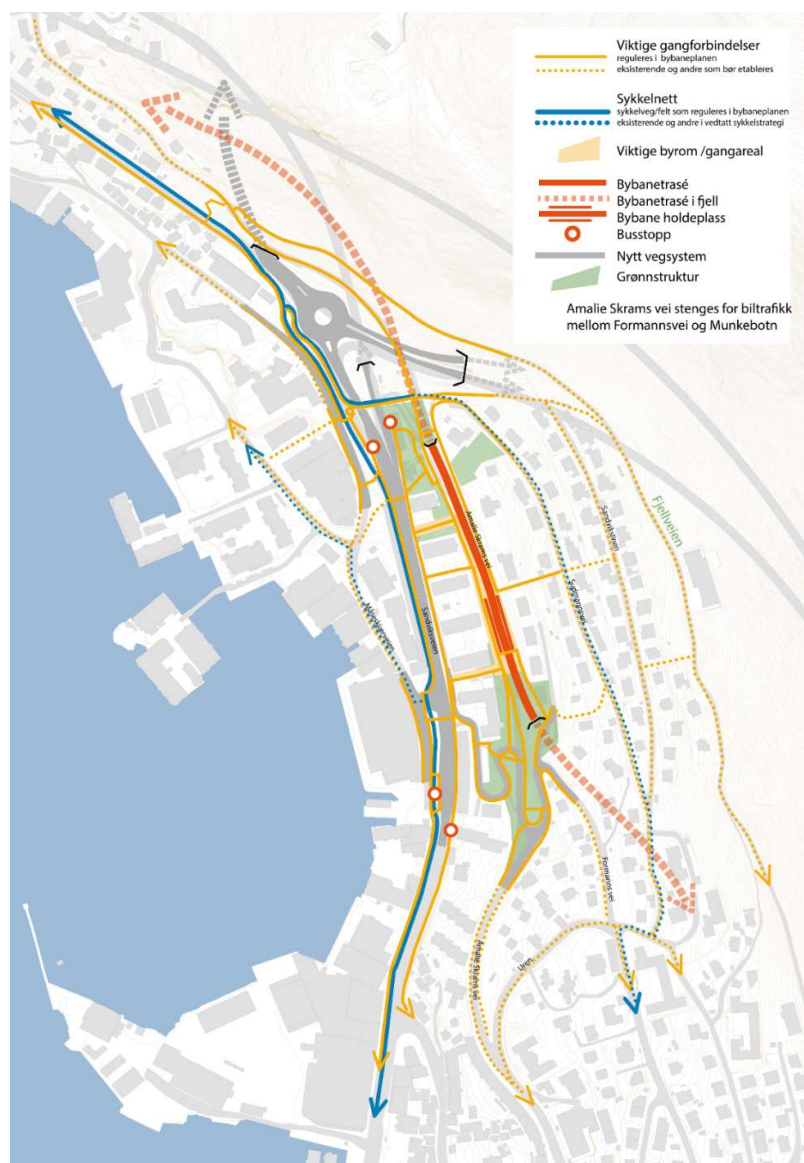 Viktige gangforbindelser
reguleres i bybaneplanen
eksisterende og andre som bør etableres
Sykkelnett
sykkelveg/felt som reguleres i bybaneplanen
eksisterende og andre i vedtatt sykkelstrategi
Viktige byrom /gangareal
Bybanetrasé
Bybanetrasé i fjell
Bybane holdeplass
Busstopp
Nytt vegsystem
Grønnstruktur
Amalie Skrams vei stenges for biltrafikk
mellom Formannsvei og Munkebotn
Fjellveien
Sandvikslien
Amalie Skrams vei
Sandviksveien
Formanns vei
Amalie Skrams vei
Uren